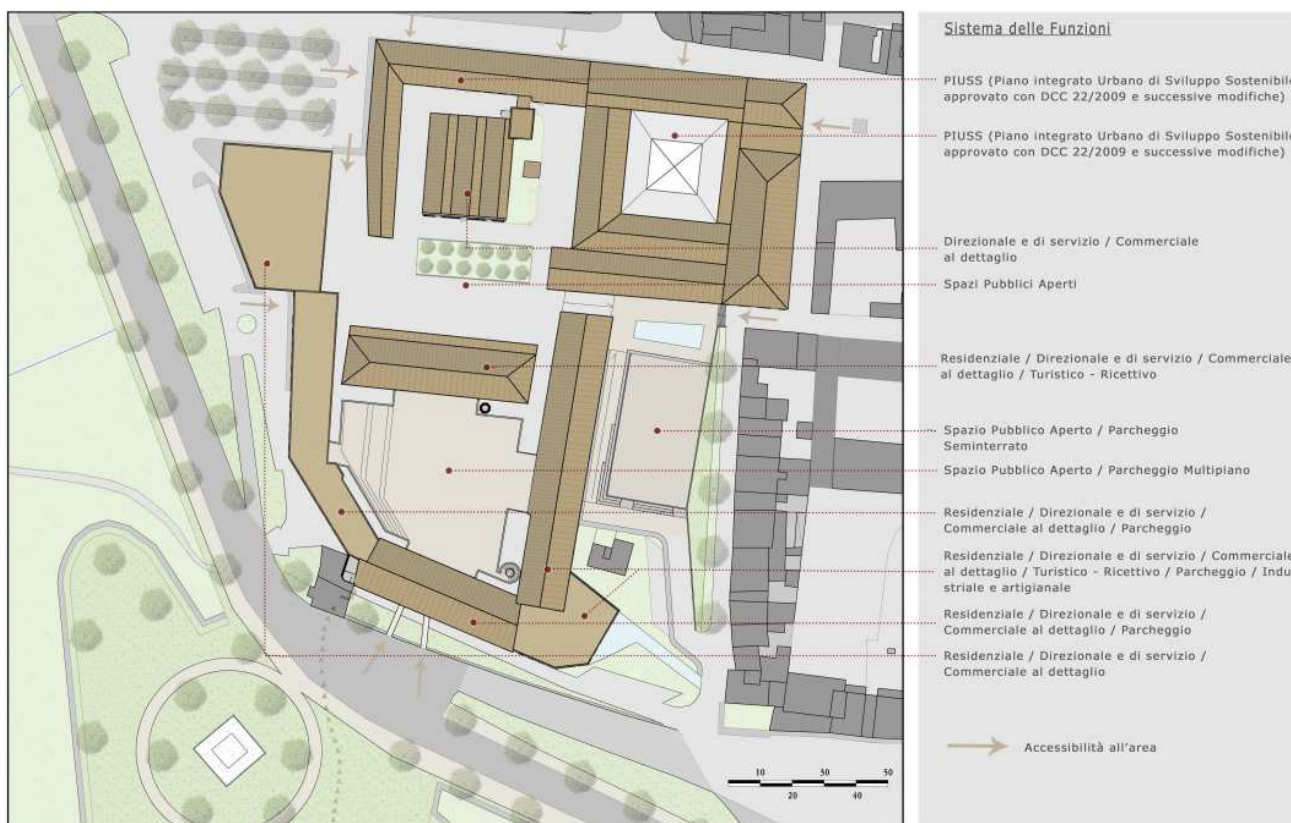 Sistema delle Funzioni
PIUSS (Piano integrato Urbano di Sviluppo Sostenibile
approvato con DCC 22/2009 e successive modifiche)
PIUSS (Piano integrato Urbano di Sviluppo Sostenibile
approvato con DCC 22/2009 e successive modifiche)
Direzionale e di servizio / Commerciale
al dettaglio
Spazi Pubblici Aperti
Residenziale / Direzionale e di servizio / Commerciale
al dettaglio / Turistico - Ricettivo
Spazio Pubblico Aperto / Parcheggio
Seminterrato
Spazio Pubblico Aperto / Parcheggio Multipiano
Residenziale / Direzionale e di servizio /
Commerciale al dettaglio / Parcheggio
Residenziale / Direzionale e di servizio / Commerciale
al dettaglio / Turistico - Ricettivo / Parcheggio / Indu
striale e artigianale
Residenziale / Direzionale e di servizio /
Commerciale al dettaglio / Parcheggio
Residenziale / Direzionale e di servizio /
Commerciale al dettaglio
Accessibilità all'area
10 30 50
20 40